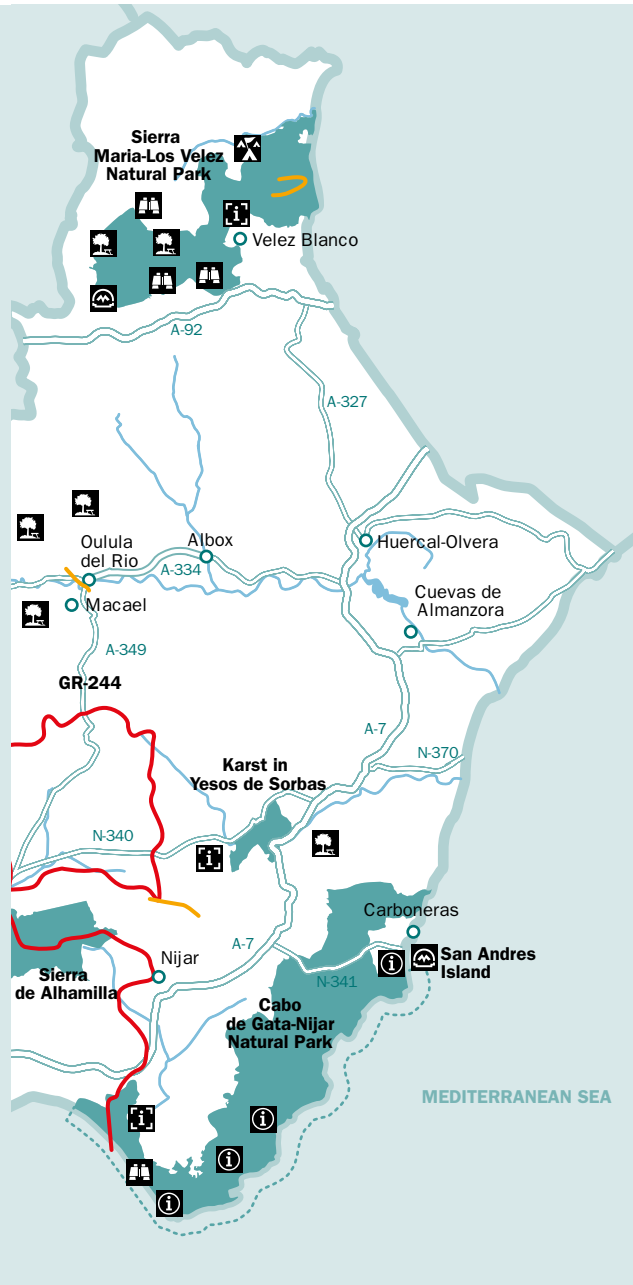 Sierra
Maria-Los Velez
Natural Park
Velez Blanco
A-92
A-327
Oulula
del Rio
Albox
A-334
Huercal-Olvera
Macael
Cuevas de
Almanzora
A-349
GR-244
A-7
N-370
Karst in
Yesos de Sorbas
N-340
Carboneras
A-7
Nijar
San Andres
Island
Sierra
de Alhamilla
N-341
Cabo
de Gata-Nijar
Natural Park
MEDITERRANEAN SEA